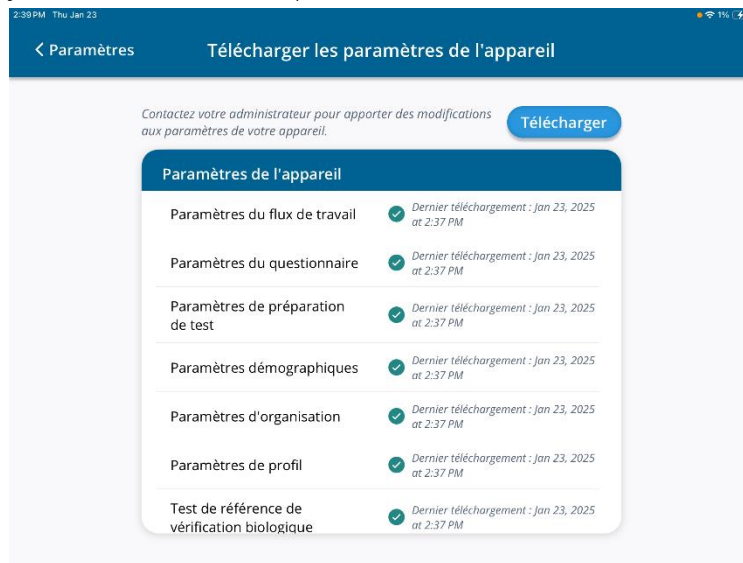 2:39 PM Thu Jan 23
1%
Paramètres
Télécharger les paramètres de l'appareil
Contactez votre administrateur pour apporter des modifications
aux paramètres de votre appareil.
Télécharger
Paramètres de l'appareil
Paramètres du flux de travail
Dernier téléchargement : Jan 23, 2025
at 2:37 PM
Paramètres du questionnaire
Dernier téléchargement : Jan 23, 2025
at 2:37 PM
Paramètres de préparation
de test
Dernier téléchargement : Jan 23, 2025
at 2:37 PM
Paramètres démographiques
Dernier téléchargement : Jan 23, 2025
at 2:37 PM
Paramètres d'organisation
Dernier téléchargement : Jan 23, 2025
at 2:37 PM
Paramètres de profil
Dernier téléchargement : Jan 23, 2025
at 2:37 PM
Test de référence de
vérification biologique
Dernier téléchargement : Jan 23, 2025
at 2:37 PM